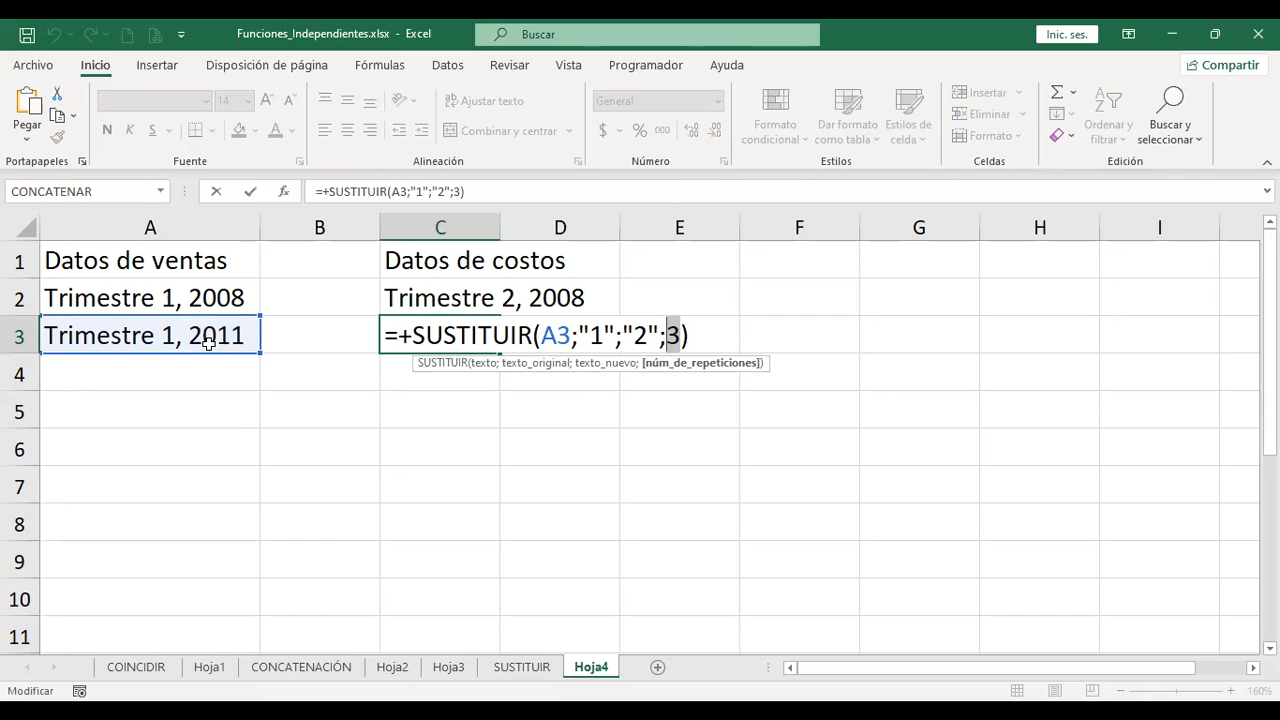 Funciones_Independientes.xlsx - Excel
Buscar
Inic. ses.
Archivo Inicio Insertar Disposición de página Fórmulas Datos Revisar Vista Programador Ayuda Compartir
Pegar
14
N K S
Ajustar texto
Combinar y centrar
General
$ % 000
Formato condicional
Dar formato como tabla
Estilos de celda
Insertar
Eliminar
Formato
Ordenar y filtrar
Buscar y seleccionar
Portapapeles Fuente Alineación Número Estilos Celdas Edición
CONCATENAR fx =+SUSTITUIR(A3;"1";"2";3)
A B C D E F G H I
1 Datos de ventas Datos de costos
2 Trimestre 1, 2008 Trimestre 2, 2008
3 Trimestre 1, 2011 =+SUSTITUIR(A3;"1";"2";3)
SUSTITUIR(texto; texto_original; texto_nuevo; [núm_de_repeticiones])
4
5
6
7
8
9
10
11
COINCIDIR Hoja1 CONCATENACIÓN Hoja2 Hoja3 SUSTITUIR Hoja4
Modificar 160%